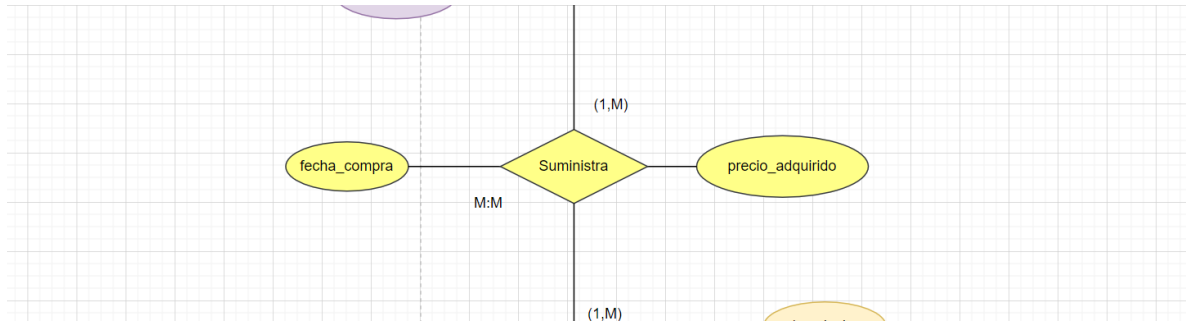 (1,M)
fecha_compra
Suministra
precio_adquirido
M:M
(1,M)